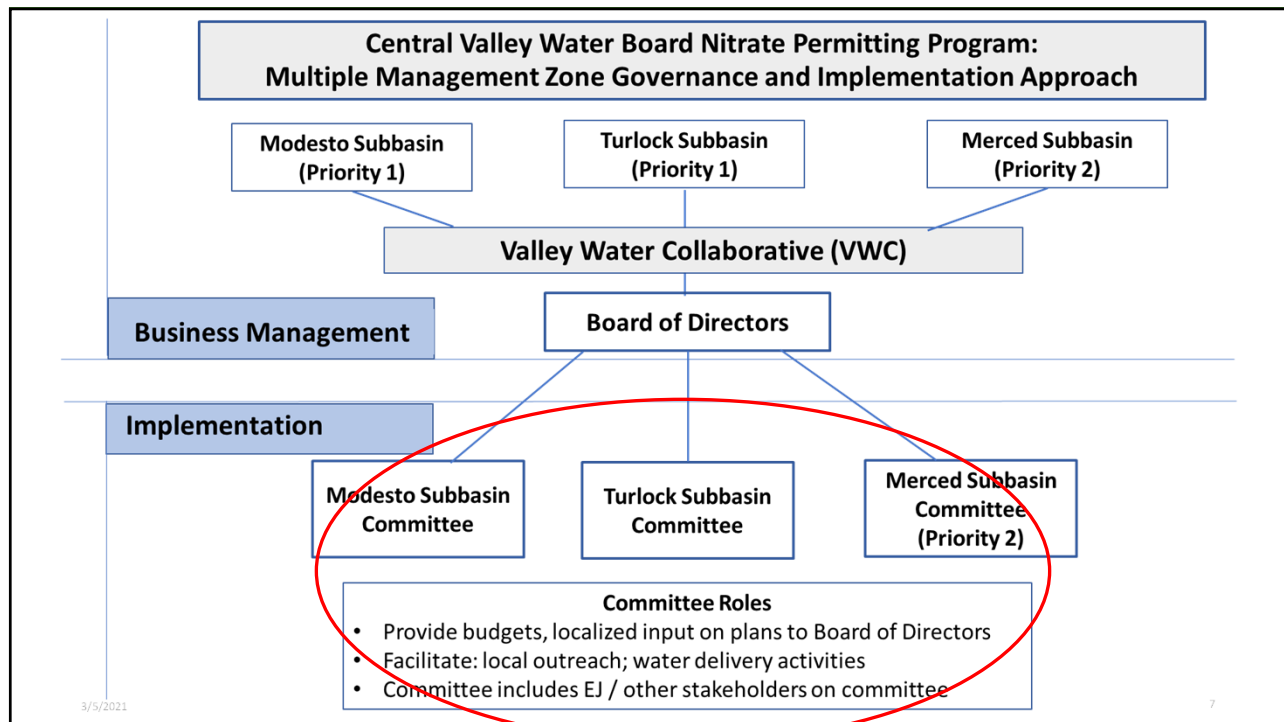 Central Valley Water Board Nitrate Permitting Program:
Multiple Management Zone Governance and Implementation Approach
Modesto Subbasin
(Priority 1)
Turlock Subbasin
(Priority 1)
Merced Subbasin
(Priority 2)
Valley Water Collaborative (VWC)
Business Management
Board of Directors
Implementation
Modesto Subbasin
Committee
Turlock Subbasin
Committee
Merced Subbasin
Committee
(Priority 2)
Committee Roles
• Provide budgets, localized input on plans to Board of Directors
• Facilitate: local outreach; water delivery activities
• Committee includes EJ / other stakeholders on committee
3/5/2021
7